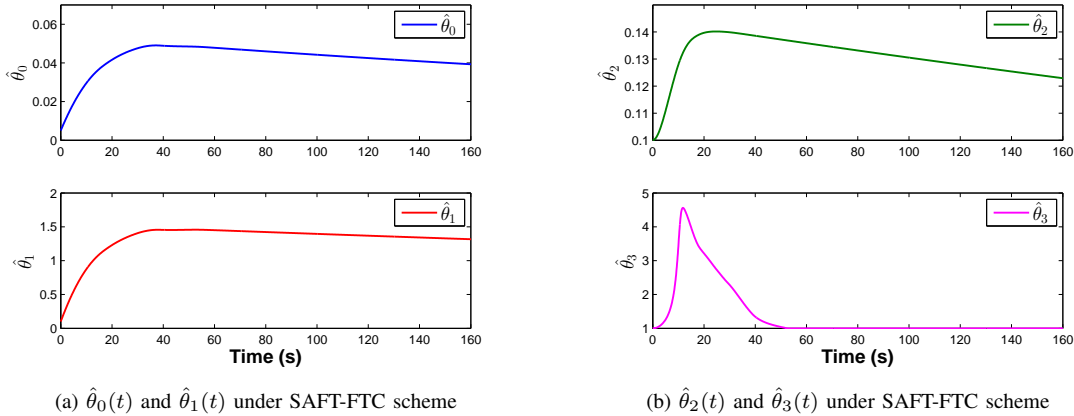 0.06
0.04
0.02
0
0 20 40 60 80 100 120 140 160
θ̂₀
θ̂₀
2
1.5
1
0.5
0
0 20 40 60 80 100 120 140 160
θ̂₁
θ̂₁
Time (s)
(a) θ̂₀(t) and θ̂₁(t) under SAFT-FTC scheme
0.14
0.13
0.12
0.11
0.1
0 20 40 60 80 100 120 140 160
θ̂₂
θ̂₂
5
4
3
2
1
0 20 40 60 80 100 120 140 160
θ̂₃
θ̂₃
Time (s)
(b) θ̂₂(t) and θ̂₃(t) under SAFT-FTC scheme